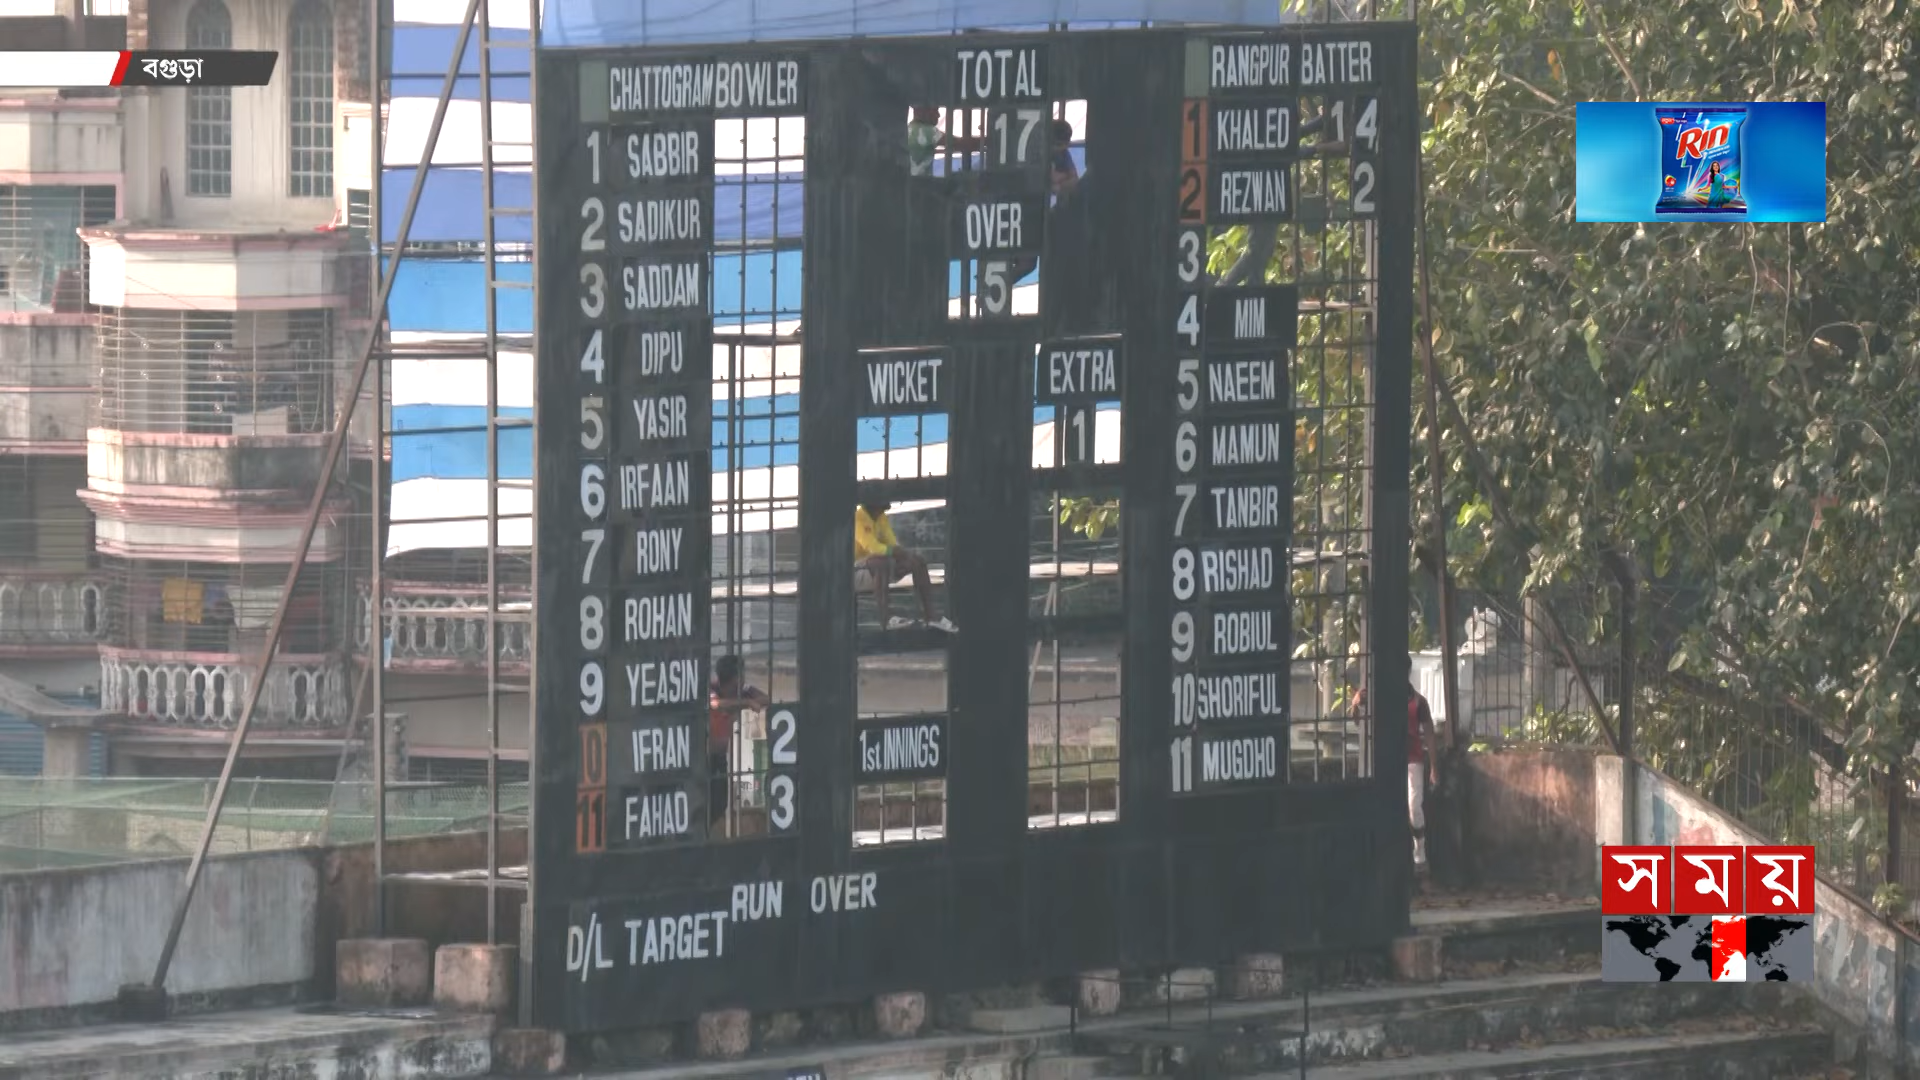 বগুড়া
CHATTOGRAM BOWLER
1 SABBIR
2 SADIKUR
3 SADDAM
4 DIPU
5 YASIR
6 IRFAAN
7 RONY
8 ROHAN
9 YEASIN
10 IFRAN 2
11 FAHAD 3
TOTAL
17
OVER
5
WICKET
EXTRA
1
1st INNINGS
RANGPUR BATTER
1 KHALED 14
2 REZWAN 2
3
4 MIM
5 NAEEM
6 MAMUN
7 TANBIR
8 RISHAD
9 ROBIUL
10 SHORIFUL
11 MUGDHO
D/L TARGET RUN OVER
Rin
সময়